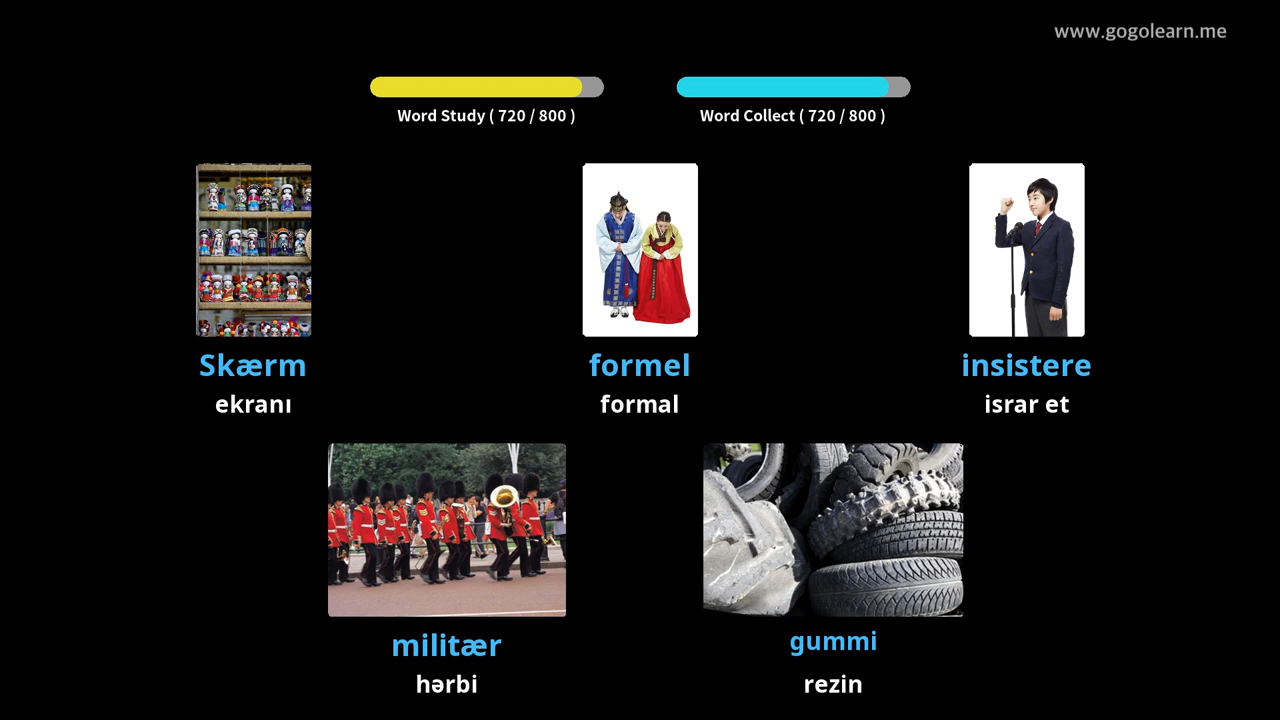 www.gogolearn.me
Word Study ( 720 / 800 )
Word Collect ( 720 / 800 )
Skærm
ekranı
formel
formal
insistere
israr et
militær
hərbi
gummi
rezin